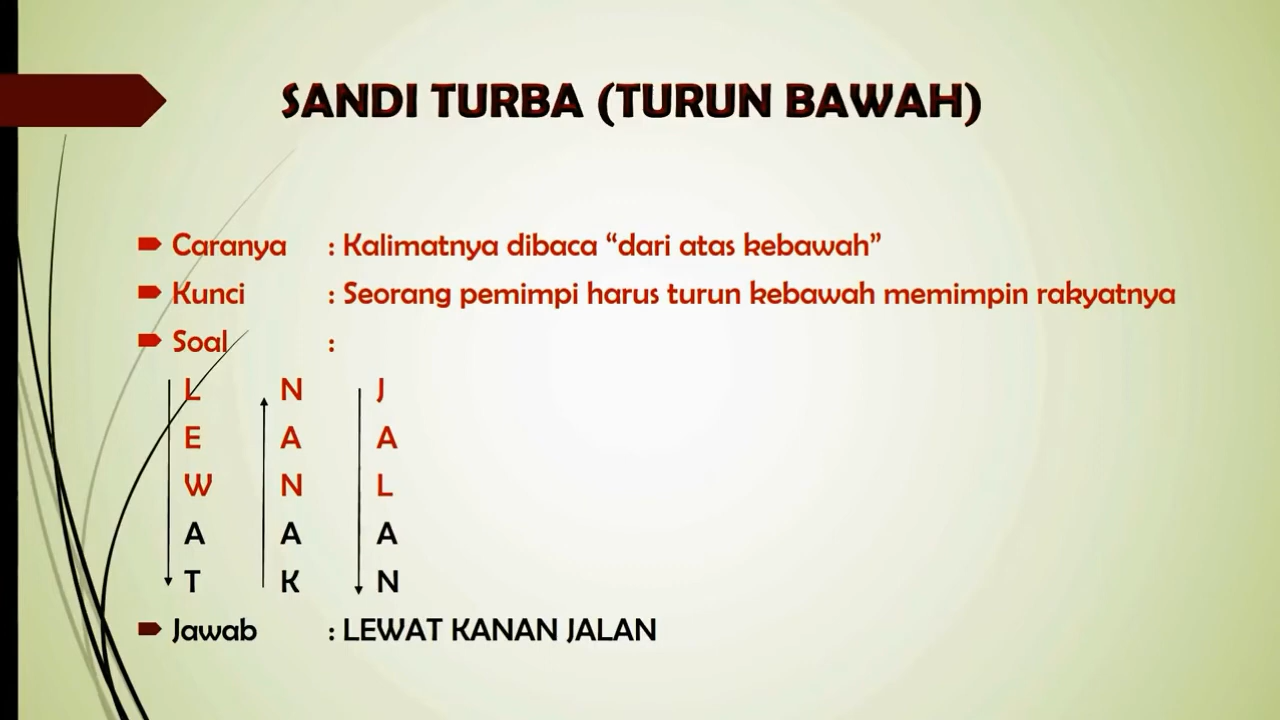 SANDI TURBA (TURUN BAWAH)
Caranya : Kalimatnya dibaca “dari atas kebawah”
Kunci : Seorang pemimpi harus turun kebawah memimpin rakyatnya
Soal :
L N J
E A A
W N L
A A A
T K N
Jawab : LEWAT KANAN JALAN